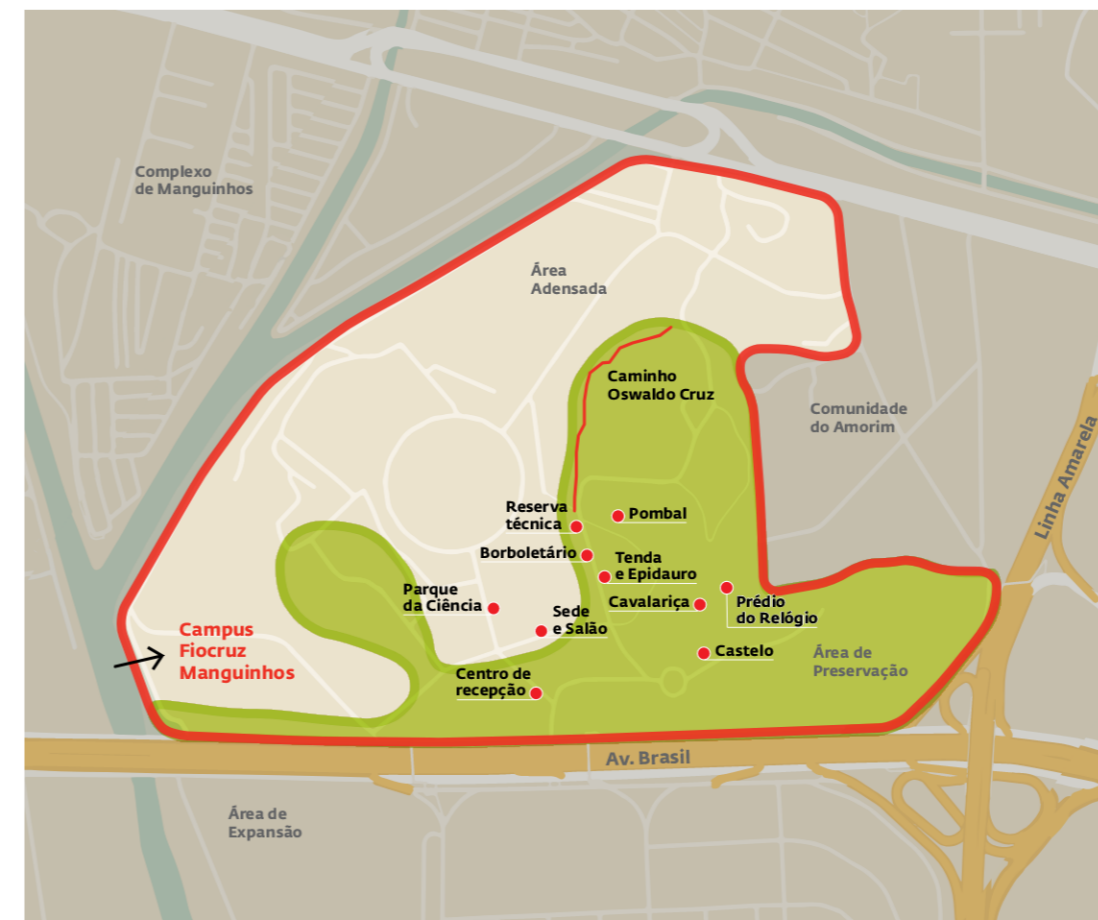 Complexo
de Manguinhos
Área
Adensada
Caminho
Oswaldo Cruz
Comunidade
do Amorim
Linha Amarela
Reserva
técnica
Pombal
Borboletário
Tenda
e Epidauro
Parque
da Ciência
Cavalariça
Prédio
do Relógio
Sede
e Salão
Campus
Fiocruz
Manguinhos
Castelo
Área de
Preservação
Centro de
recepção
Av. Brasil
Área de
Expansão